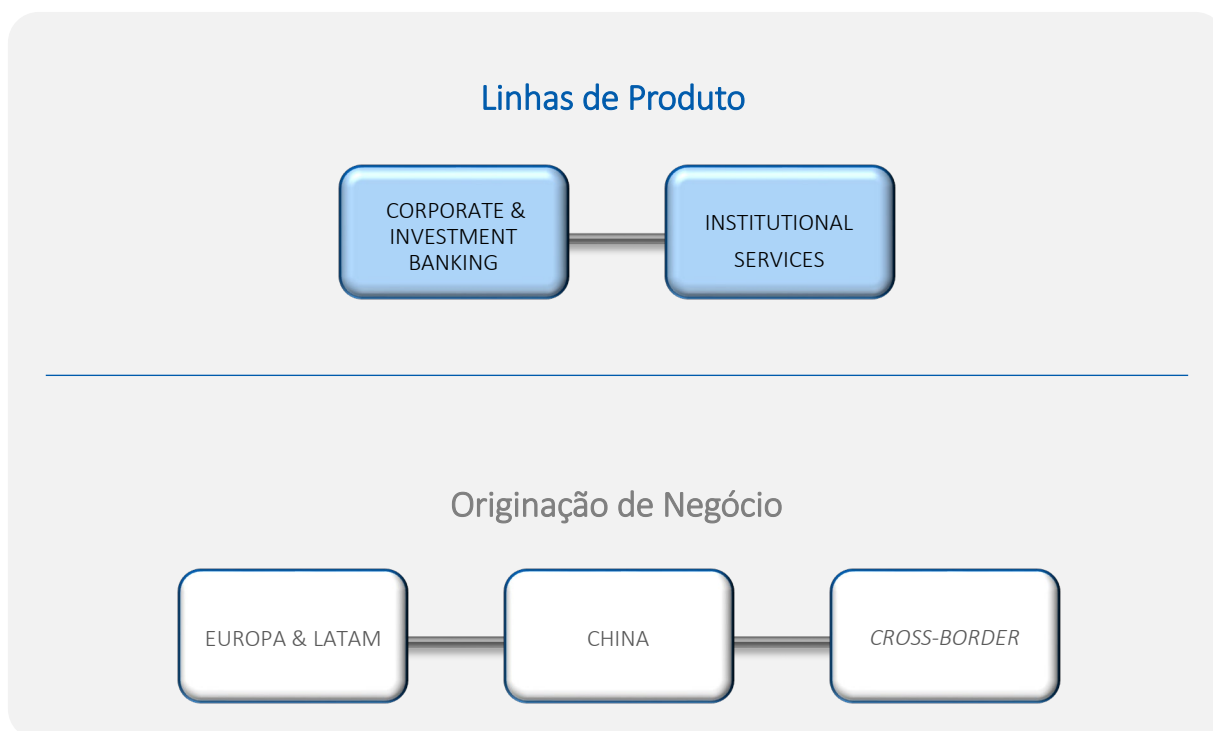 Linhas de Produto
CORPORATE &
INVESTMENT
BANKING
INSTITUTIONAL
SERVICES
Originação de Negócio
EUROPA & LATAM
CHINA
CROSS-BORDER